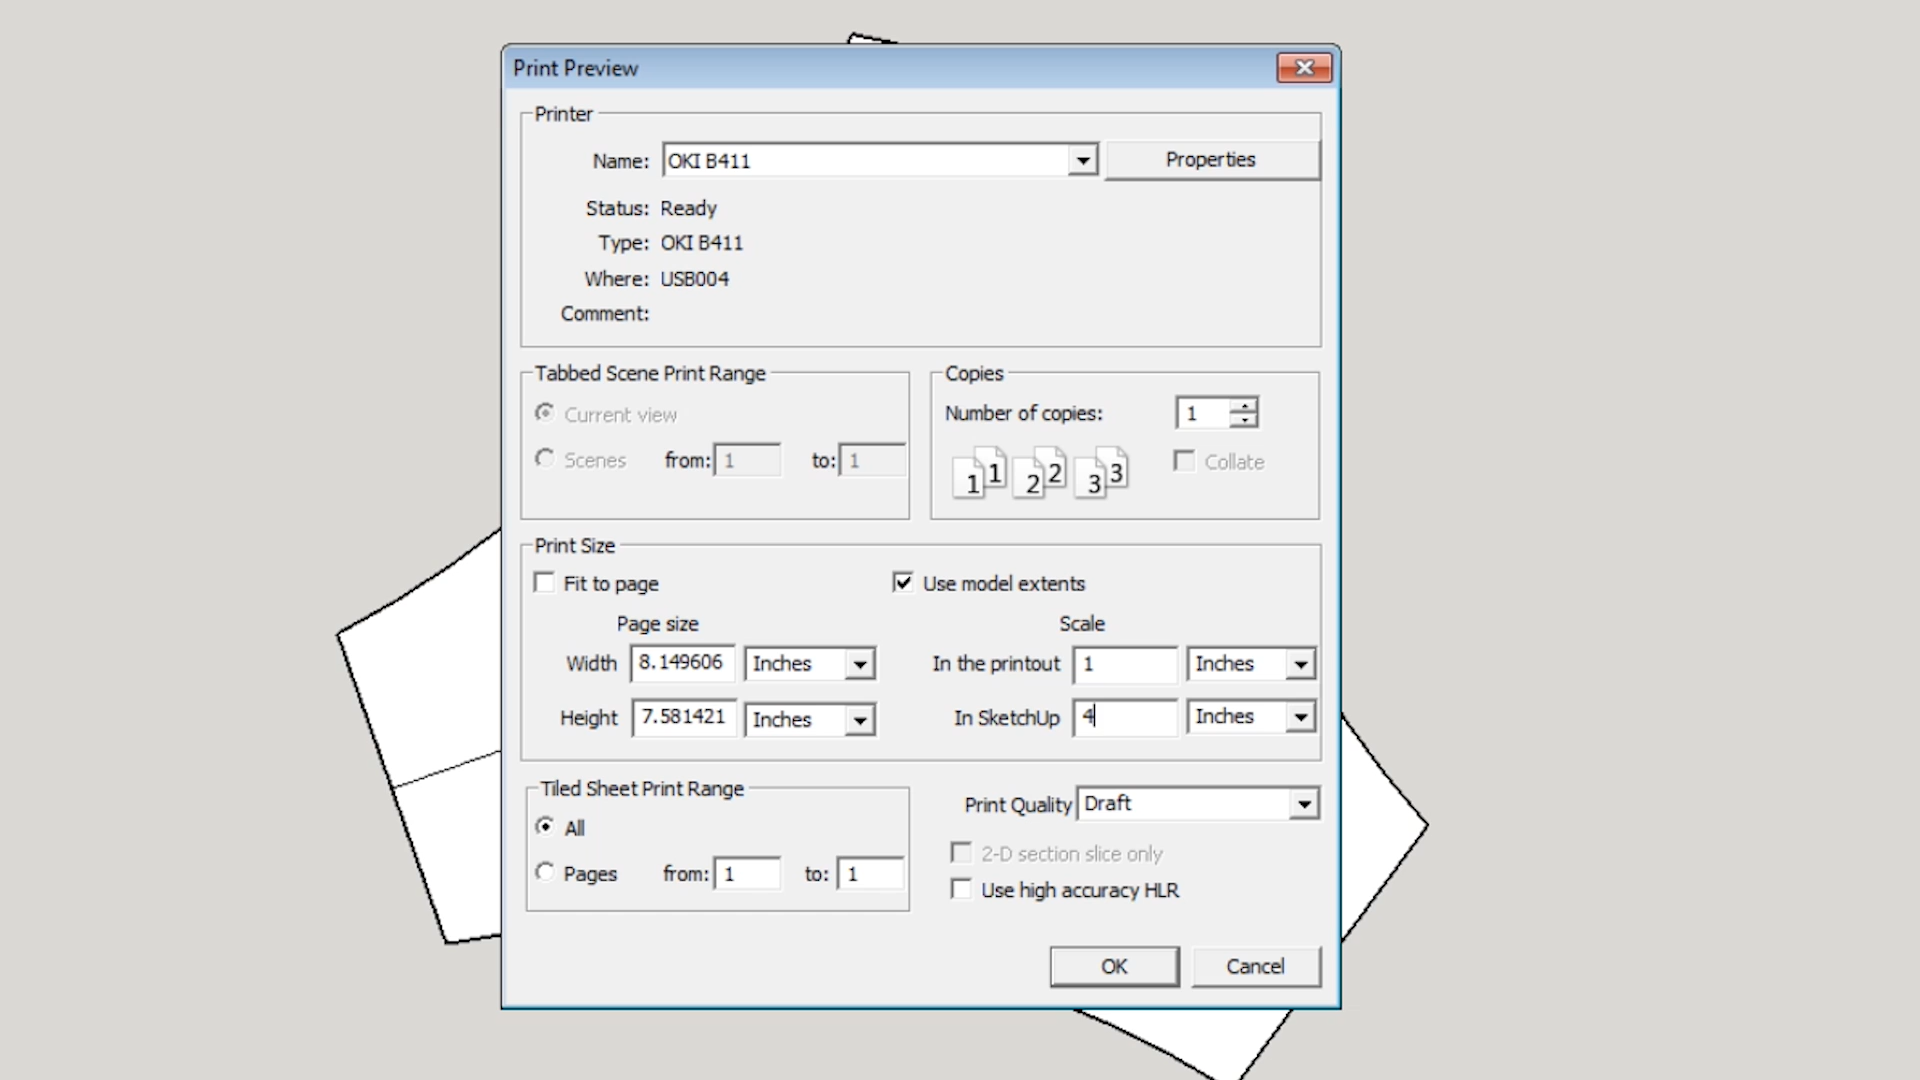 Print Preview
Printer
Name: OKI B411 Properties
Status: Ready
Type: OKI B411
Where: USB004
Comment:
Tabbed Scene Print Range
Current view
Scenes from: 1 to: 1
Copies
Number of copies: 1
1 1 2 2 3 3 Collate
Print Size
Fit to page Use model extents
Page size Scale
Width 8.149606 Inches In the printout 1 Inches
Height 7.581421 Inches In SketchUp 4 Inches
Tiled Sheet Print Range
All
Pages from: 1 to: 1
Print Quality Draft
2-D section slice only
Use high accuracy HLR
OK Cancel